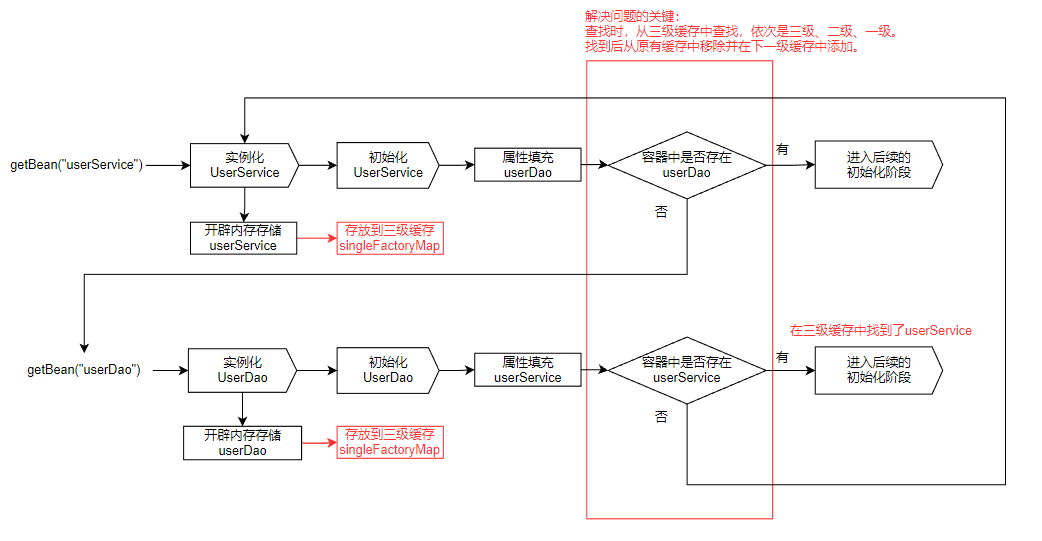 解决问题的关键:
查找时，从三级缓存中查找，依次是三级、二级、一级。
找到后从原有缓存中移除并在下一级缓存中添加。
getBean("userService")
实例化
UserService
初始化
UserService
属性填充
userDao
容器中是否存在
userDao
有
进入后续的
初始化阶段
否
开辟内存存储
userService
存放到三级缓存
singleFactoryMap
在三级缓存中找到了userService
getBean("userDao")
实例化
UserDao
初始化
UserDao
属性填充
userService
容器中是否存在
userService
有
进入后续的
初始化阶段
否
开辟内存存储
userDao
存放到三级缓存
singleFactoryMap